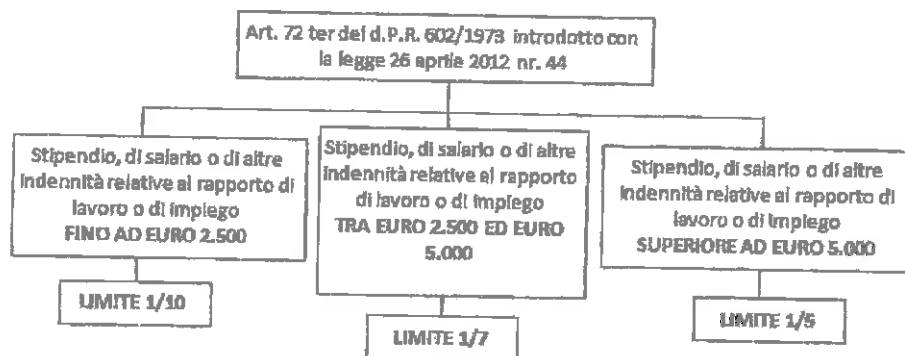 Art. 72 ter del d.P.R. 602/1973 introdotto con
la legge 26 aprile 2012 nr. 44
Stipendio, di salario o di altre
indennità relative al rapporto di
lavoro o di impiego
FINO AD EURO 2.500
LIMITE 1/10
Stipendio, di salario o di altre
indennità relative al rapporto
di lavoro o di impiego
TRA EURO 2.500 ED EURO
5.000
LIMITE 1/7
Stipendio, di salario o di altre
indennità relative al rapporto di
lavoro o di impiego
SUPERIORE AD EURO 5.000
LIMITE 1/5